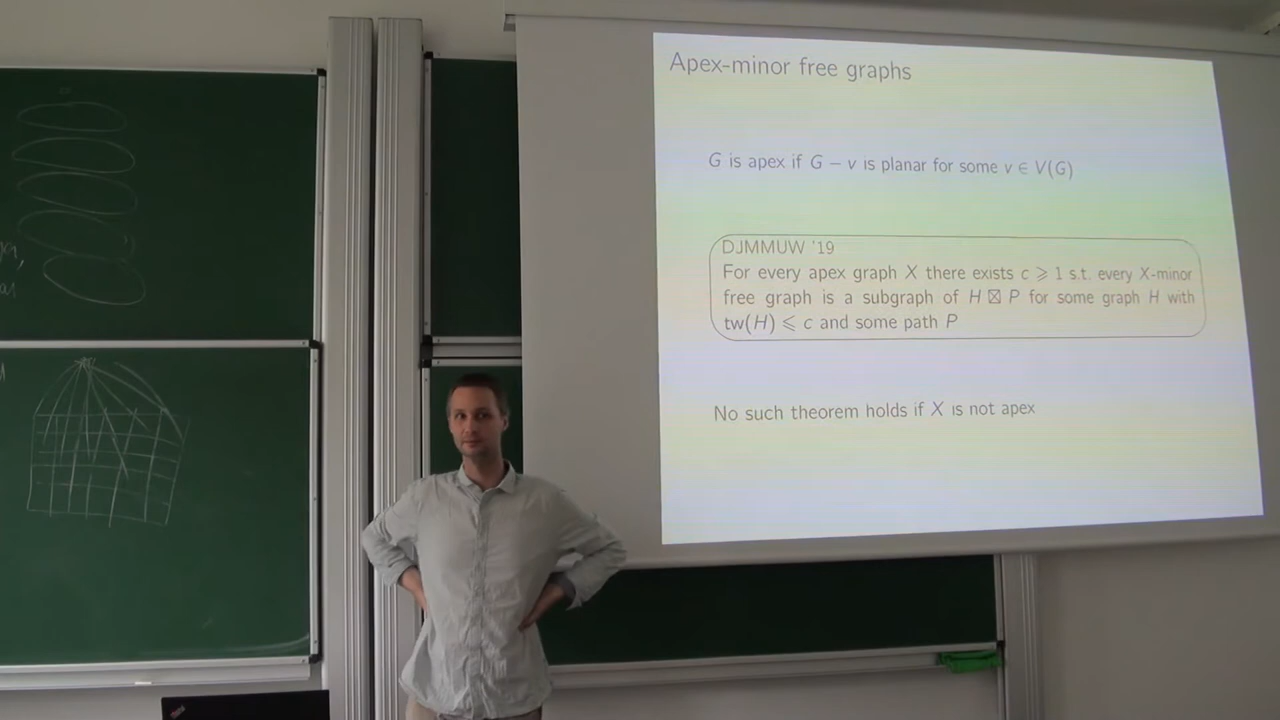 Apex-minor free graphs
G is apex if G − v is planar for some v ∈ V(G)
DJMMUW '19
For every apex graph X there exists c ⩾ 1 s.t. every X-minor
free graph is a subgraph of H ⊠ P for some graph H with
tw(H) ⩽ c and some path P
No such theorem holds if X is not apex